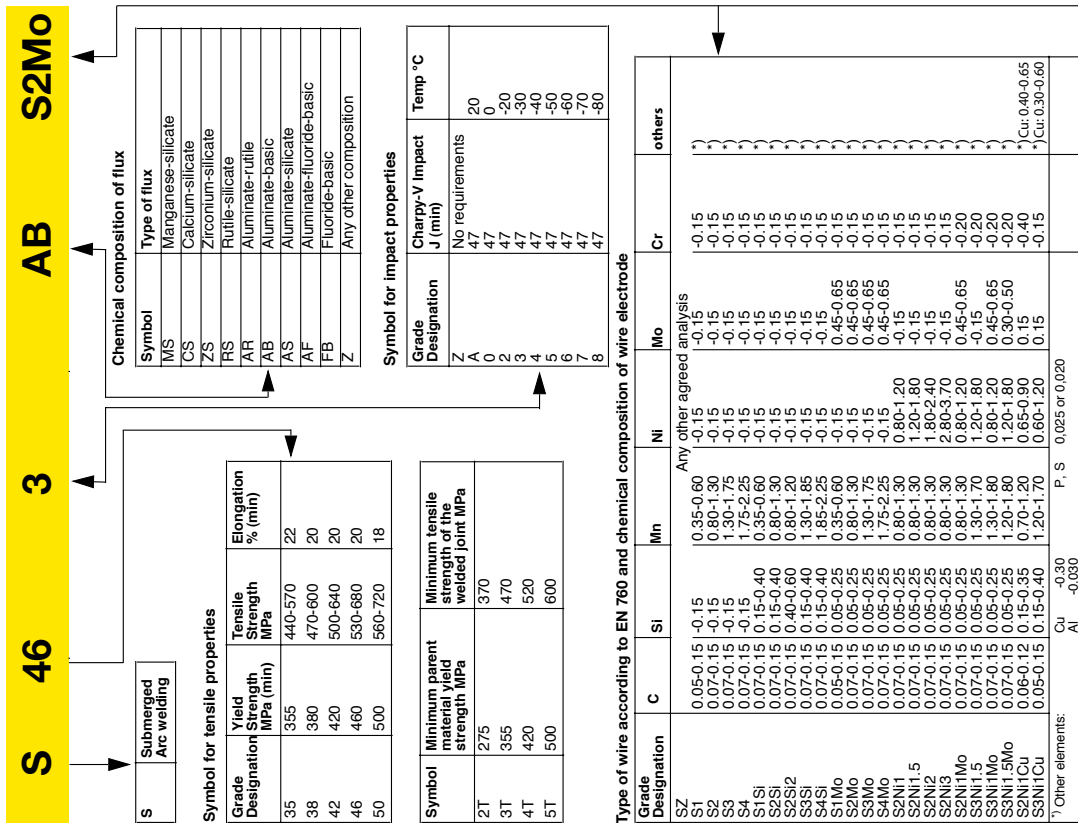 S 46 3 AB S2Mo
S Submerged
Arc welding
Symbol for tensile properties
Grade Designation Yield Strength MPa (min) Tensile Strength MPa Elongation % (min)
35 355 440-570 22
38 380 470-600 20
42 420 500-640 20
46 460 530-680 20
50 500 560-720 18
Symbol Minimum parent material yield strength MPa Minimum tensile strength of the welded joint MPa
2T 275 370
3T 355 470
4T 420 520
5T 500 600
Chemical composition of flux
Symbol Type of flux
MS Manganese-silicate
CS Calcium-silicate
ZS Zirconium-silicate
RS Rutile-silicate
AR Aluminate-rutile
AB Aluminate-basic
AS Aluminate-silicate
AF Aluminate-fluoride-basic
FB Fluoride-basic
Z Any other composition
Symbol for impact properties
Grade Designation Charpy-V Impact J (min) Temp °C
Z No requirements
A 47 20
0 47 0
2 47 -20
3 47 -30
4 47 -40
5 47 -50
6 47 -60
7 47 -70
8 47 -80
Type of wire according to EN 760 and chemical composition of wire electrode
Grade Designation C Si Mn Ni Mo Cr others
SZ Any other agreed analysis
S1 0.05-0.15 -0.15 0.35-0.60 -0.15 -0.15 -0.15 *)
S2 0.07-0.15 -0.15 0.80-1.30 -0.15 -0.15 -0.15 *)
S3 0.07-0.15 -0.15 1.30-1.75 -0.15 -0.15 -0.15 *)
S4 0.07-0.15 -0.15 1.75-2.25 -0.15 -0.15 -0.15 *)
S1Si 0.07-0.15 0.15-0.40 0.35-0.60 -0.15 -0.15 -0.15 *)
S2Si 0.07-0.15 0.15-0.40 0.80-1.30 -0.15 -0.15 -0.15 *)
S2Si2 0.07-0.15 0.40-0.60 0.80-1.20 -0.15 -0.15 -0.15 *)
S3Si 0.07-0.15 0.15-0.40 1.30-1.85 -0.15 -0.15 -0.15 *)
S4Si 0.07-0.15 0.15-0.40 1.85-2.25 -0.15 -0.15 -0.15 *)
S1Mo 0.05-0.15 0.05-0.25 0.35-0.60 -0.15 0.45-0.65 -0.15 *)
S2Mo 0.07-0.15 0.05-0.25 0.80-1.30 -0.15 0.45-0.65 -0.15 *)
S3Mo 0.07-0.15 0.05-0.25 1.30-1.75 -0.15 0.45-0.65 -0.15 *)
S4Mo 0.07-0.15 0.05-0.25 1.75-2.25 -0.15 0.45-0.65 -0.15 *)
S2Ni1 0.07-0.15 0.05-0.25 0.80-1.30 0.80-1.20 -0.15 -0.15 *)
S2Ni1.5 0.07-0.15 0.05-0.25 0.80-1.30 1.20-1.80 -0.15 -0.15 *)
S2Ni2 0.07-0.15 0.05-0.25 0.80-1.30 1.80-2.40 -0.15 -0.15 *)
S2Ni3 0.07-0.15 0.05-0.25 0.80-1.30 2.80-3.70 -0.15 -0.15 *)
S2Ni1Mo 0.07-0.15 0.05-0.25 0.80-1.30 0.80-1.20 0.45-0.65 -0.20 *)
S3Ni1.5 0.07-0.15 0.05-0.25 1.30-1.70 1.20-1.80 -0.15 -0.20 *)
S3Ni1Mo 0.07-0.15 0.05-0.25 1.30-1.80 0.80-1.20 0.45-0.65 -0.20 *)
S3Ni1.5Mo 0.07-0.15 0.05-0.25 1.20-1.80 1.20-1.80 0.30-0.50 -0.20 *)
S2Ni1Cu 0.06-0.12 0.15-0.35 0.70-1.20 0.65-0.90 0.15 -0.40 *) Cu: 0.40-0.65
S3Ni1Cu 0.05-0.15 0.15-0.40 1.20-1.70 0.60-1.20 0.15 -0.15 *) Cu: 0.30-0.60
*) Other elements: Cu -0.30 P, S 0,025 or 0,020
Al -0.030